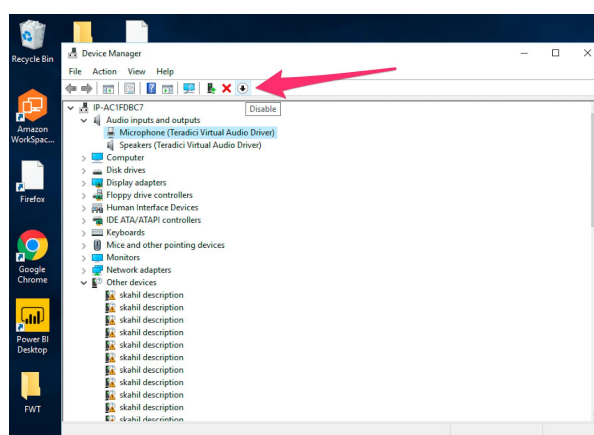 Recycle Bin
Amazon
WorkSpac...
Firefox
Google
Chrome
Power BI
Desktop
FWT
Device Manager
File Action View Help
Disable
IP-AC1FDBC7
Audio inputs and outputs
Microphone (Teradici Virtual Audio Driver)
Speakers (Teradici Virtual Audio Driver)
Computer
Disk drives
Display adapters
Floppy drive controllers
Human Interface Devices
IDE ATA/ATAPI controllers
Keyboards
Mice and other pointing devices
Monitors
Network adapters
Other devices
skahil description
skahil description
skahil description
skahil description
skahil description
skahil description
skahil description
skahil description
skahil description
skahil description
skahil description